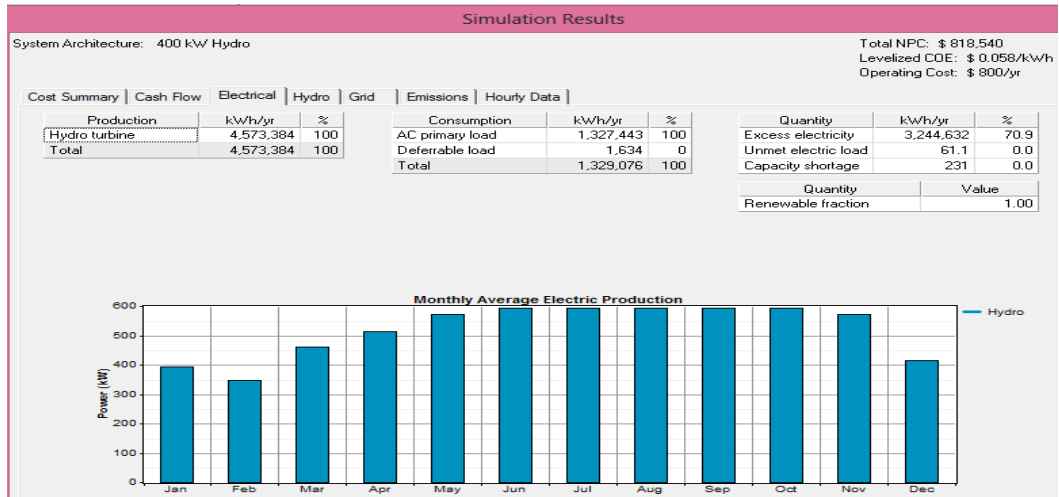 Simulation Results
System Architecture: 400 kW Hydro
Total NPC: $ 818,540
Levelized COE: $ 0.058/kWh
Operating Cost: $ 800/yr
Cost Summary Cash Flow Electrical Hydro Grid Emissions Hourly Data
Production kWh/yr %
Hydro turbine 4,573,384 100
Total 4,573,384 100
Consumption kWh/yr %
AC primary load 1,327,443 100
Deferrable load 1,634 0
Total 1,329,076 100
Quantity kWh/yr %
Excess electricity 3,244,632 70.9
Unmet electric load 61.1 0.0
Capacity shortage 231 0.0
Quantity Value
Renewable fraction 1.00
Monthly Average Electric Production
Power (kW)
600
500
400
300
200
100
0
Jan Feb Mar Apr May Jun Jul Aug Sep Oct Nov Dec
Hydro